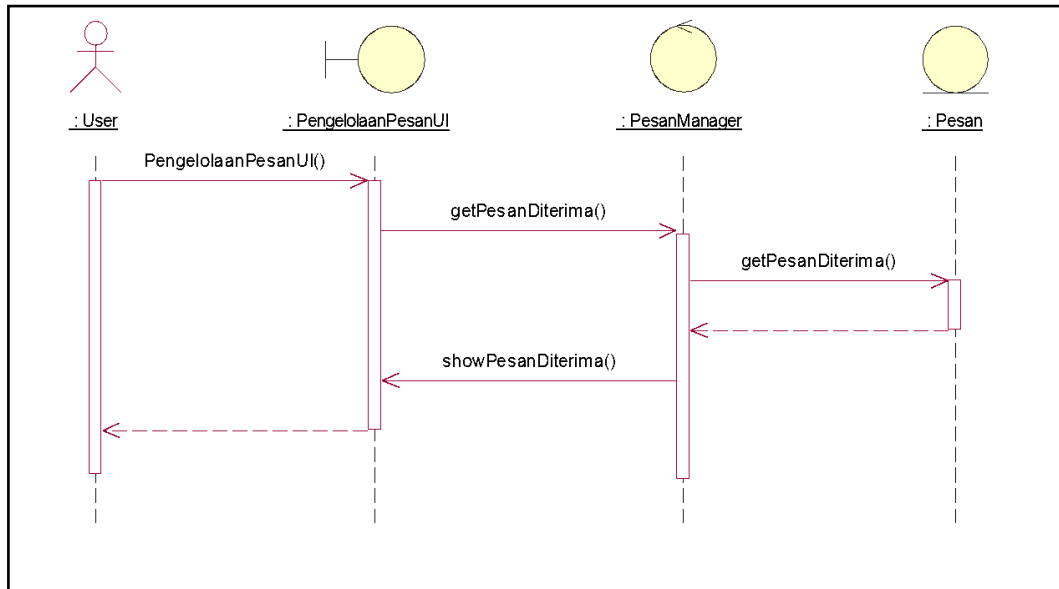 : User
: PengelolaanPesanUI
: PesanManager
: Pesan
PengelolaanPesanUI()
getPesanDiterima()
getPesanDiterima()
showPesanDiterima()